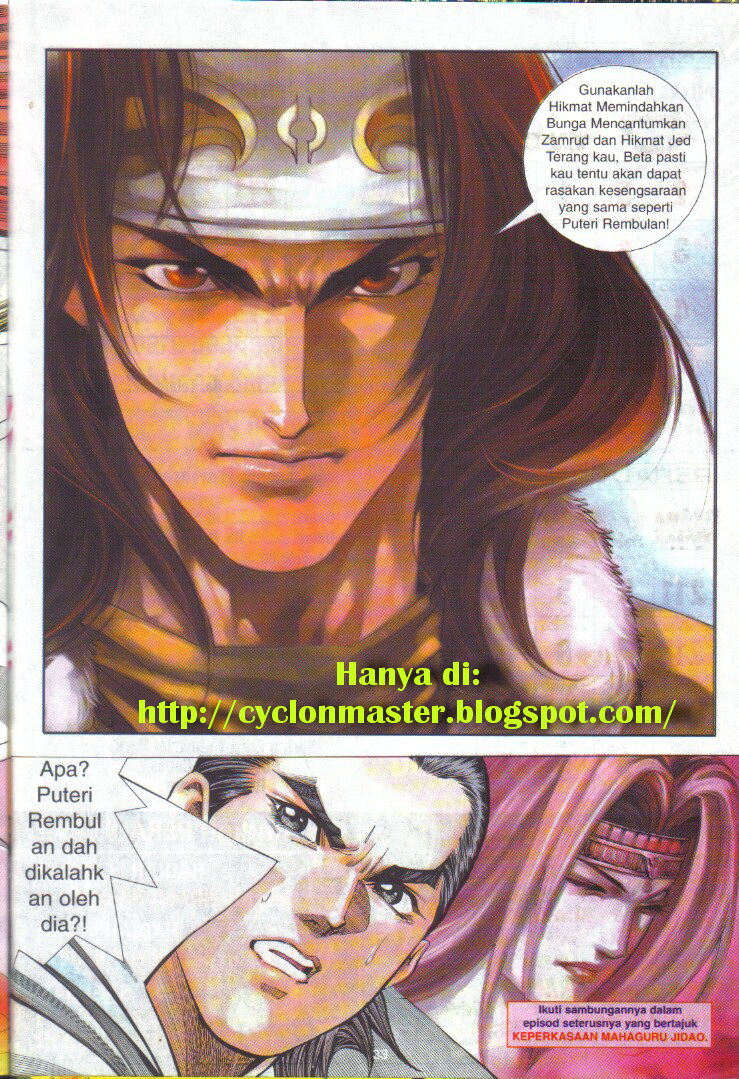 Gunakanlah
Hikmat Memindahkan
Bunga Mencantumkan
Zamrud dan Hikmat Jed
Terang kau, Beta pasti
kau tentu akan dapat
rasakan kesengsaraan
yang sama seperti
Puteri Rembulan!
Hanya di:
http://cyclonmaster.blogspot.com/
Apa?
Puteri
Rembul
an dah
dikalahk
an oleh
dia?!
Ikuti sambungannya dalam
episod seterusnya yang bertajuk
KEPERKASAAN MAHAGURU JIDAO.
33